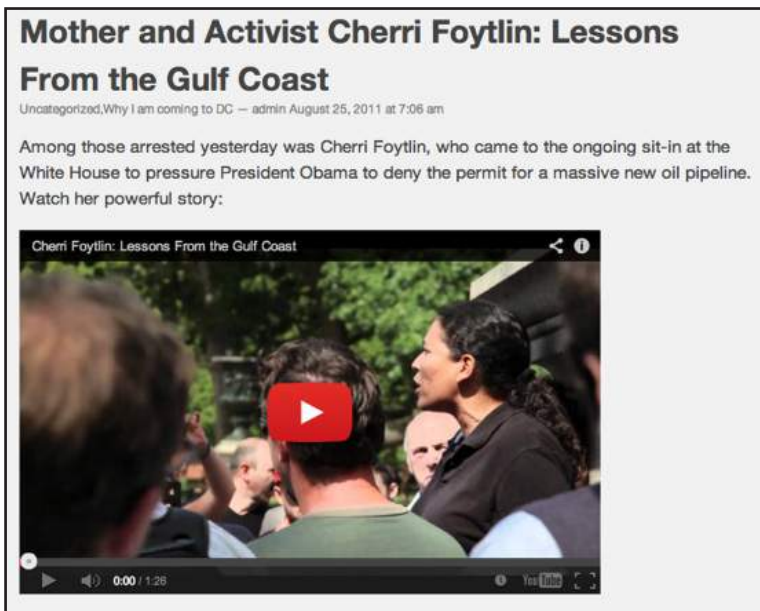 Mother and Activist Cherri Foytlin: Lessons
From the Gulf Coast
Uncategorized,Why I am coming to DC — admin August 25, 2011 at 7:06 am
Among those arrested yesterday was Cherri Foytlin, who came to the ongoing sit-in at the
White House to pressure President Obama to deny the permit for a massive new oil pipeline.
Watch her powerful story:
Cherri Foytlin: Lessons From the Gulf Coast
0:00 / 1:26 YouTube